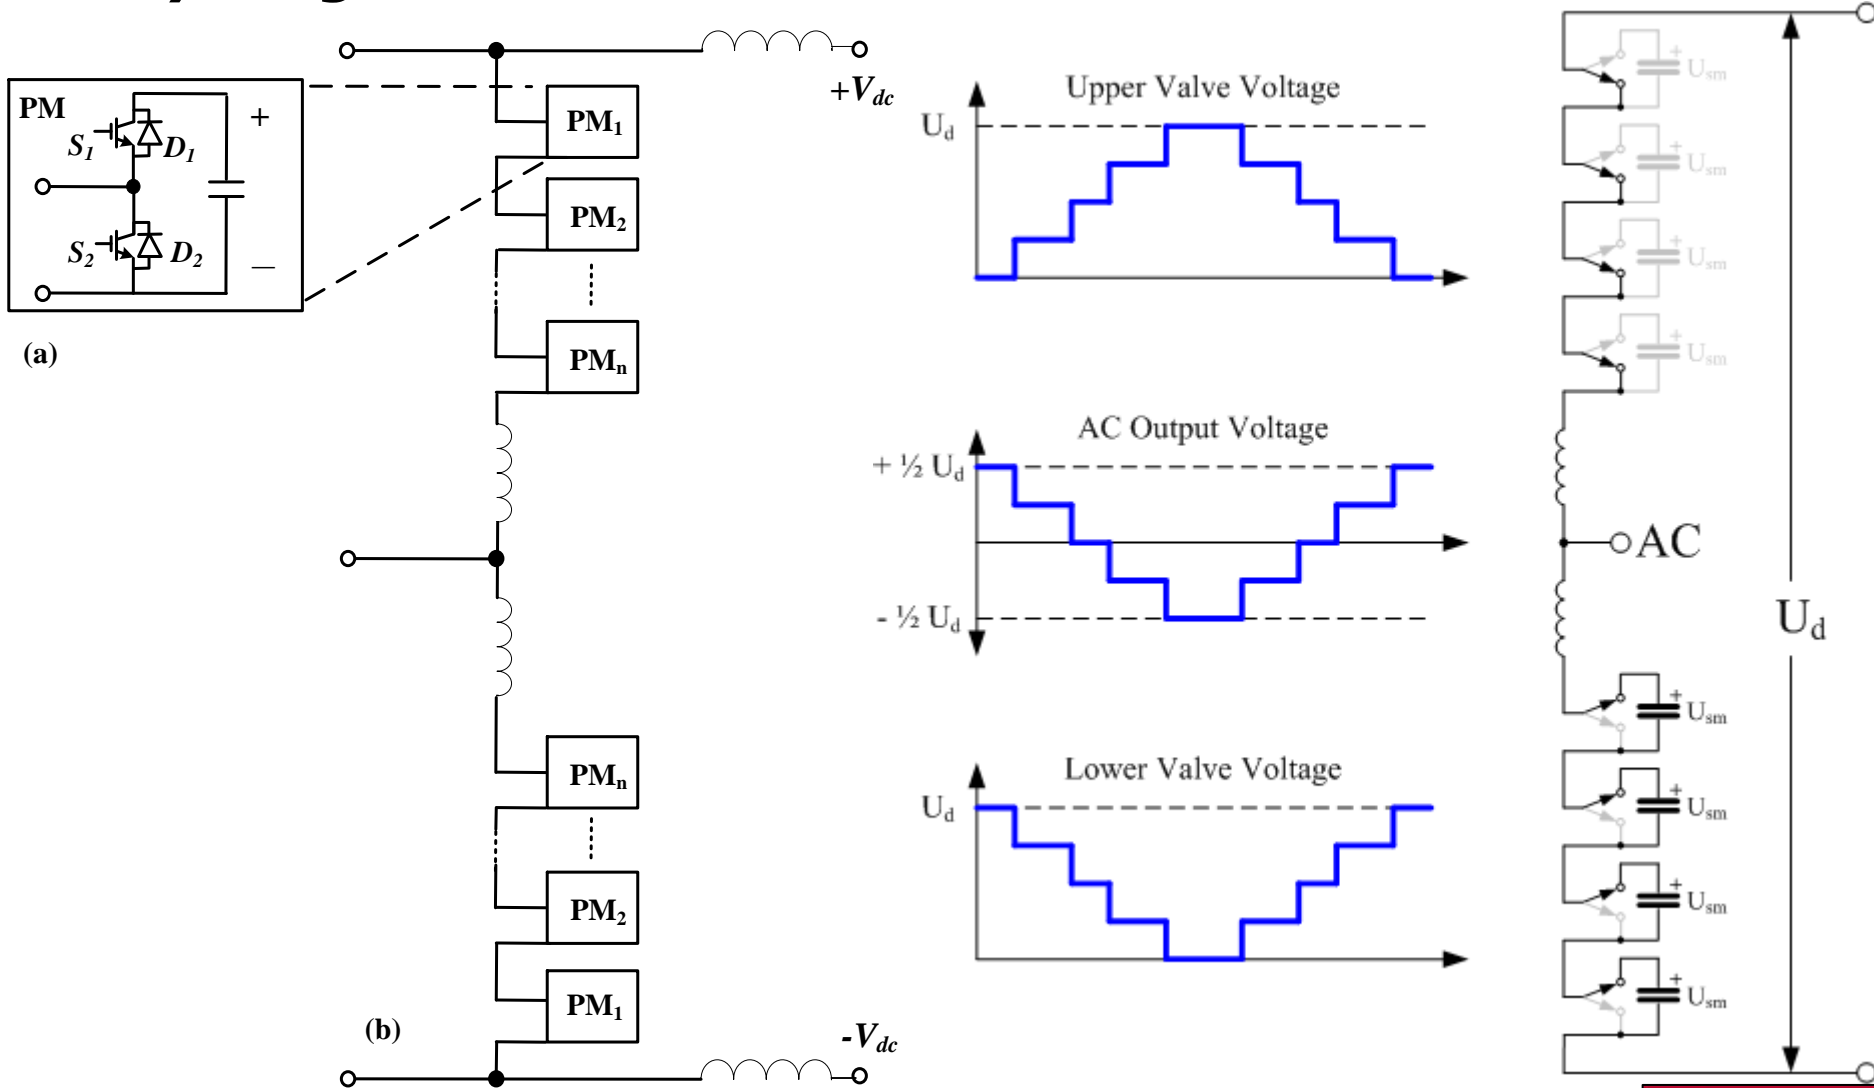 PM
+
S1
D1
S2
D2
—
(a)
PM1
PM2
PMn
PMn
PM2
PM1
(b)
+Vdc
-Vdc
Upper Valve Voltage
Ud
AC Output Voltage
+ ½ Ud
- ½ Ud
Lower Valve Voltage
Ud
+
Usm
+
Usm
+
Usm
+
Usm
AC
Ud
+
Usm
+
Usm
+
Usm
+
Usm